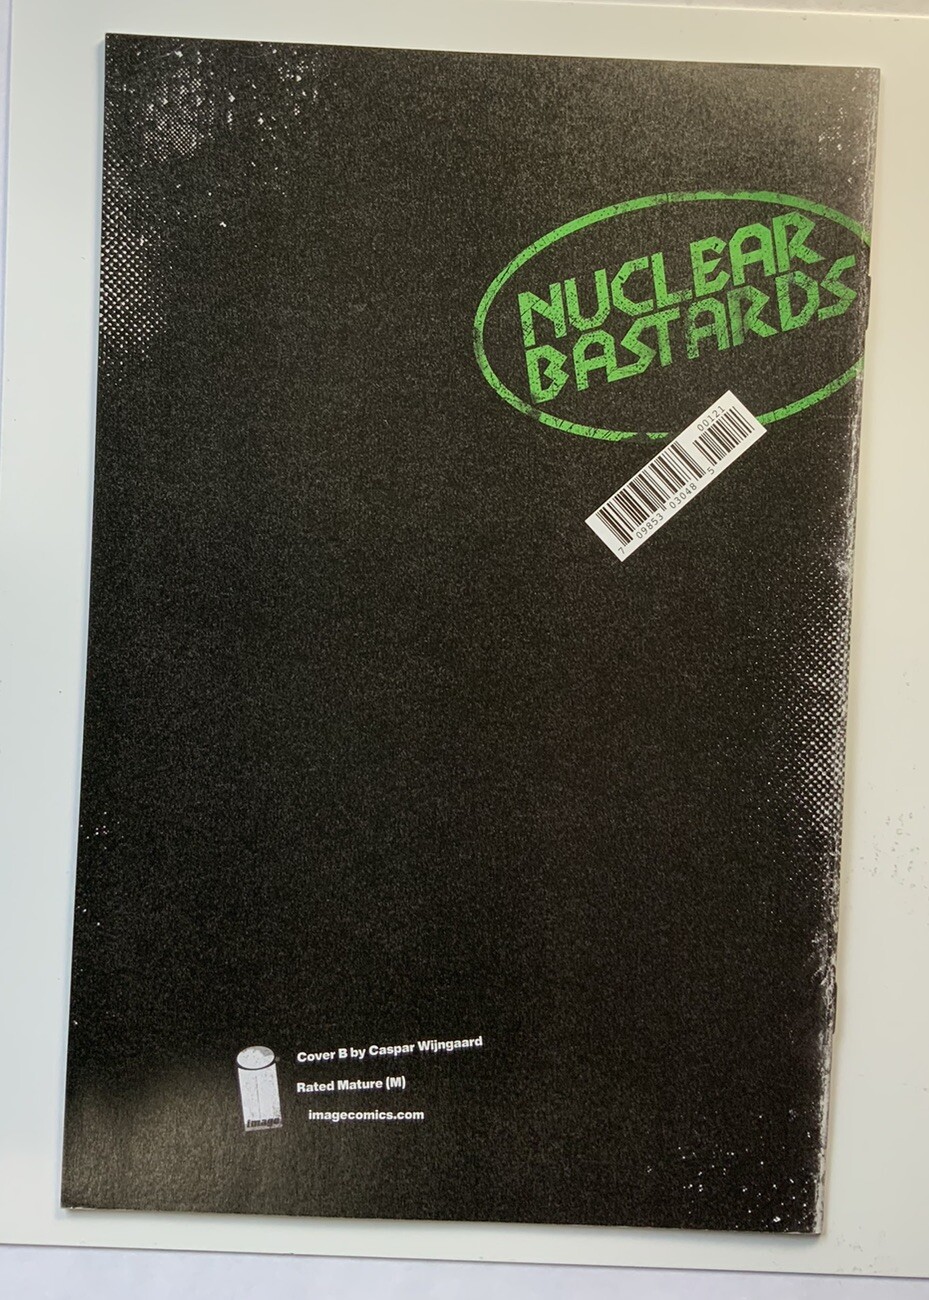 NUCLEAR
BASTARDS
00121
7 09853 03048 5
Cover B by Caspar Wijngaard
Rated Mature (M)
imagecomics.com
image